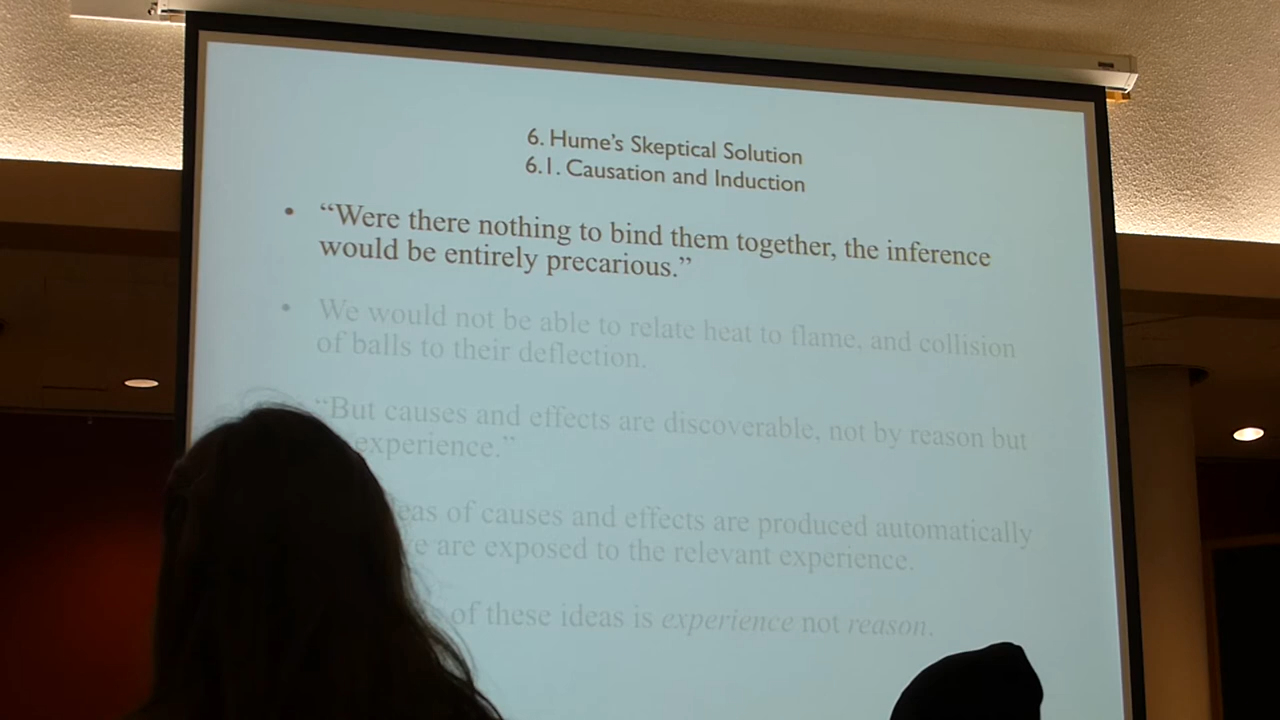 6. Hume's Skeptical Solution
6.1. Causation and Induction
• “Were there nothing to bind them together, the inference
would be entirely precarious.”
• We would not be able to relate heat to flame, and collision
of balls to their deflection.
“But causes and effects are discoverable, not by reason but
experience.”
of causes and effects are produced automatically
are exposed to the relevant experience.
of these ideas is experience not reason.